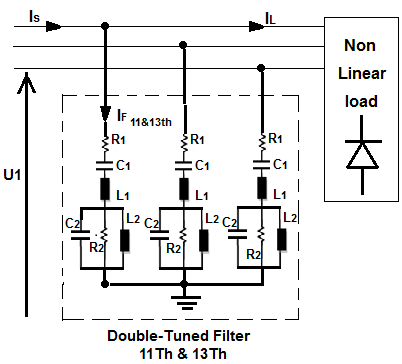 IS
IL
Non
Linear
load
IF 11&13th
R1
R1
R1
C1
C1
C1
U1
L1
L1
L1
C2
L2
C2
L2
C2
L2
R2
R2
R2
Double-Tuned Filter
11Th & 13Th